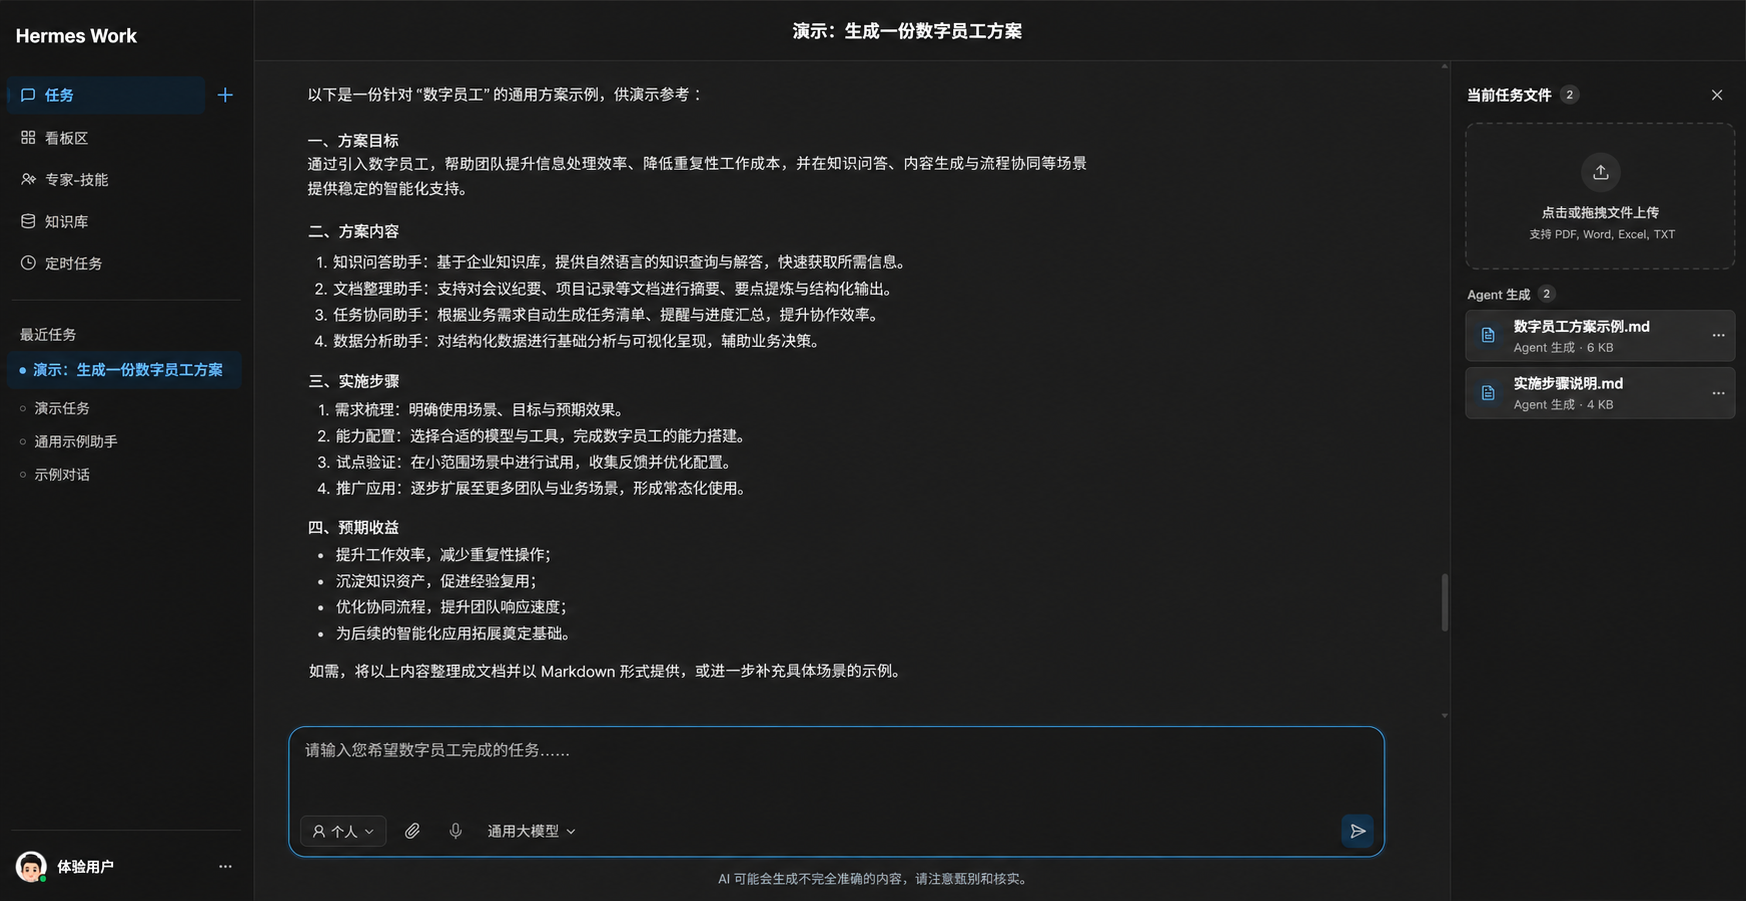 Hermes Work
任务
看板区
专家-技能
知识库
定时任务
最近任务
演示：生成一份数字员工方案
演示任务
通用示例助手
示例对话
体验用户
演示：生成一份数字员工方案
以下是一份针对 “数字员工” 的通用方案示例，供演示参考：
一、方案目标
通过引入数字员工，帮助团队提升信息处理效率、降低重复性工作成本，并在知识问答、内容生成与流程协同等场景
提供稳定的智能化支持。
二、方案内容
1. 知识问答助手：基于企业知识库，提供自然语言的知识查询与解答，快速获取所需信息。
2. 文档整理助手：支持对会议纪要、项目记录等文档进行摘要、要点提炼与结构化输出。
3. 任务协同助手：根据业务需求自动生成任务清单、提醒与进度汇总，提升协作效率。
4. 数据分析助手：对结构化数据进行基础分析与可视化呈现，辅助业务决策。
三、实施步骤
1. 需求梳理：明确使用场景、目标与预期效果。
2. 能力配置：选择合适的模型与工具，完成数字员工的能力搭建。
3. 试点验证：在小范围场景中进行试用，收集反馈并优化配置。
4. 推广应用：逐步扩展至更多团队与业务场景，形成常态化使用。
四、预期收益
• 提升工作效率，减少重复性操作；
• 沉淀知识资产，促进经验复用；
• 优化协同流程，提升团队响应速度；
• 为后续的智能化应用拓展奠定基础。
如需，将以上内容整理成文档并以 Markdown 形式提供，或进一步补充具体场景的示例。
请输入您希望数字员工完成的任务……
个人
通用大模型
AI 可能会生成不完全准确的内容，请注意甄别和核实。
当前任务文件 2
点击或拖拽文件上传
支持 PDF, Word, Excel, TXT
Agent 生成 2
数字员工方案示例.md
Agent 生成 · 6 KB
实施步骤说明.md
Agent 生成 · 4 KB